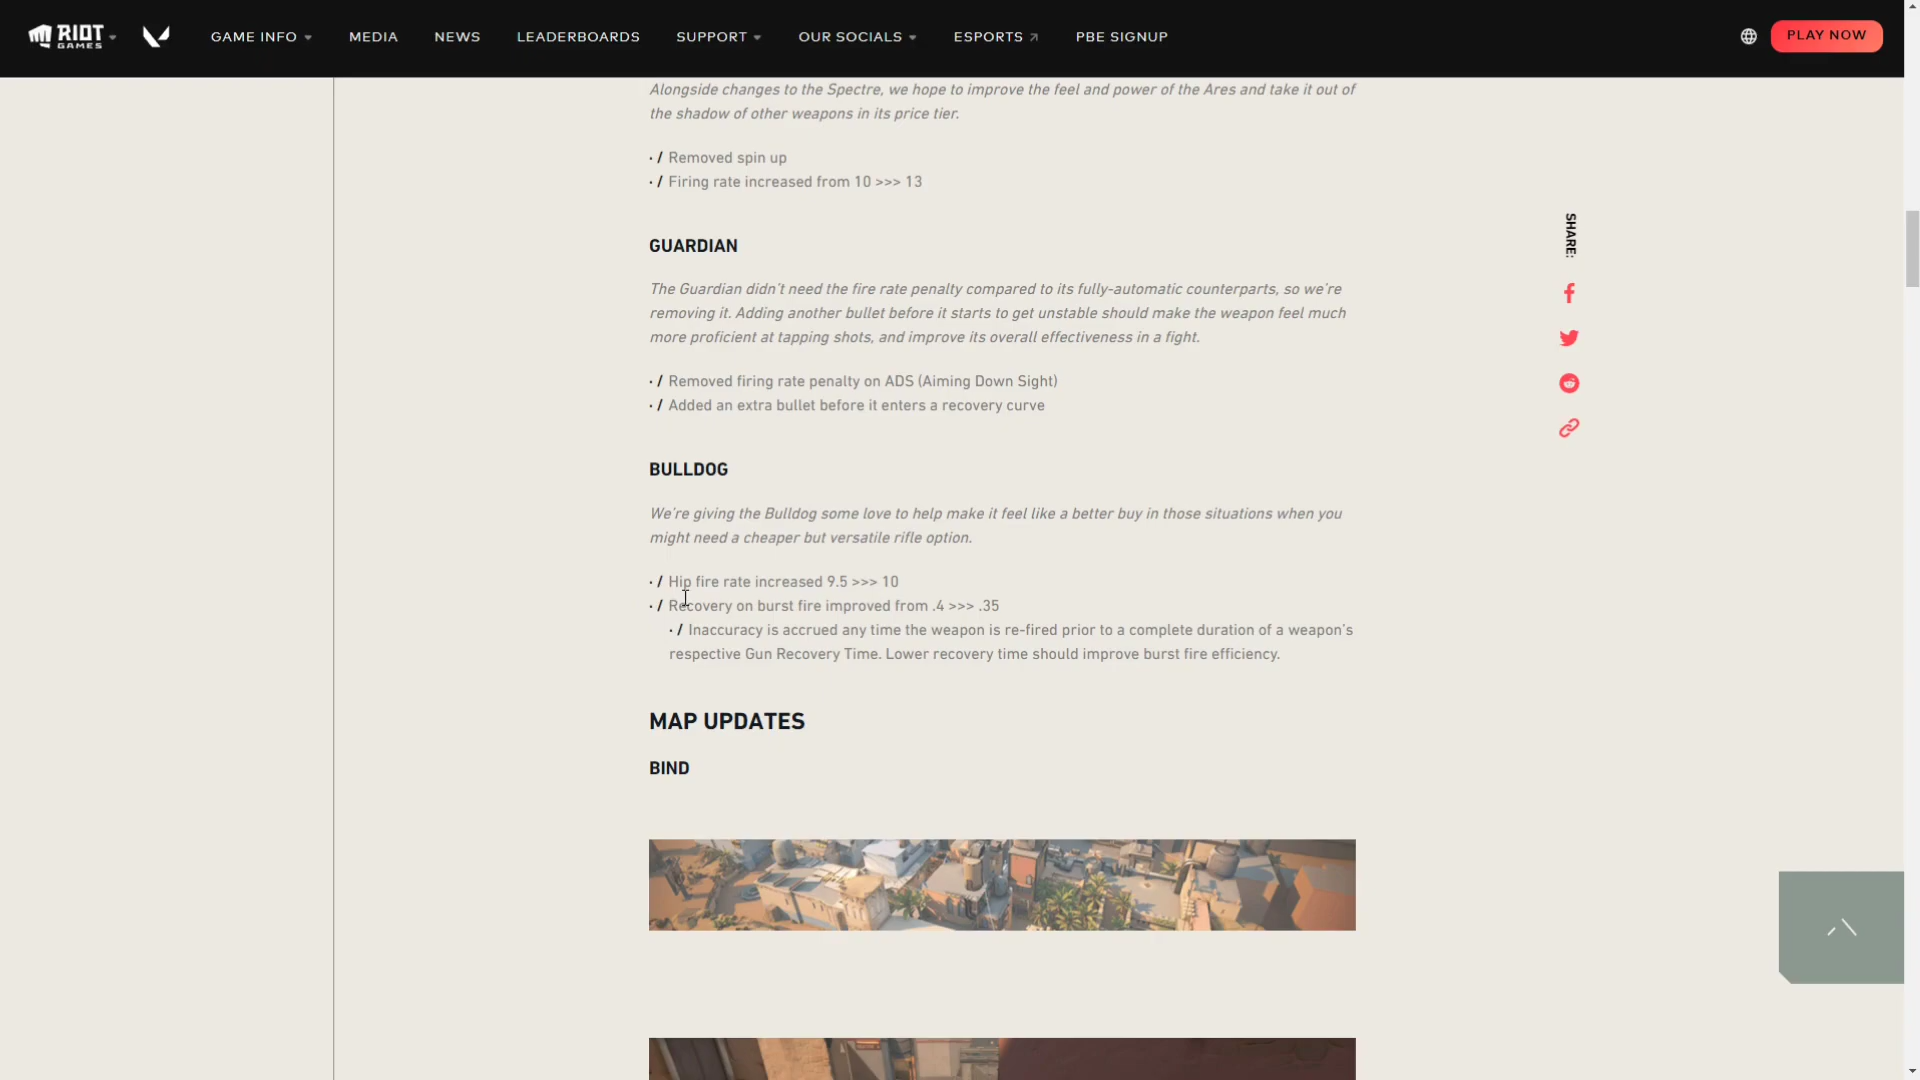 RIOT GAMES GAME INFO MEDIA NEWS LEADERBOARDS SUPPORT OUR SOCIALS ESPORTS PBE SIGNUP PLAY NOW
Alongside changes to the Spectre, we hope to improve the feel and power of the Ares and take it out of
the shadow of other weapons in its price tier.
· / Removed spin up
· / Firing rate increased from 10 >>> 13
SHARE:
GUARDIAN
The Guardian didn’t need the fire rate penalty compared to its fully-automatic counterparts, so we’re
removing it. Adding another bullet before it starts to get unstable should make the weapon feel much
more proficient at tapping shots, and improve its overall effectiveness in a fight.
· / Removed firing rate penalty on ADS (Aiming Down Sight)
· / Added an extra bullet before it enters a recovery curve
BULLDOG
We’re giving the Bulldog some love to help make it feel like a better buy in those situations when you
might need a cheaper but versatile rifle option.
· / Hip fire rate increased 9.5 >>> 10
· / Recovery on burst fire improved from .4 >>> .35
· / Inaccuracy is accrued any time the weapon is re-fired prior to a complete duration of a weapon’s
respective Gun Recovery Time. Lower recovery time should improve burst fire efficiency.
MAP UPDATES
BIND